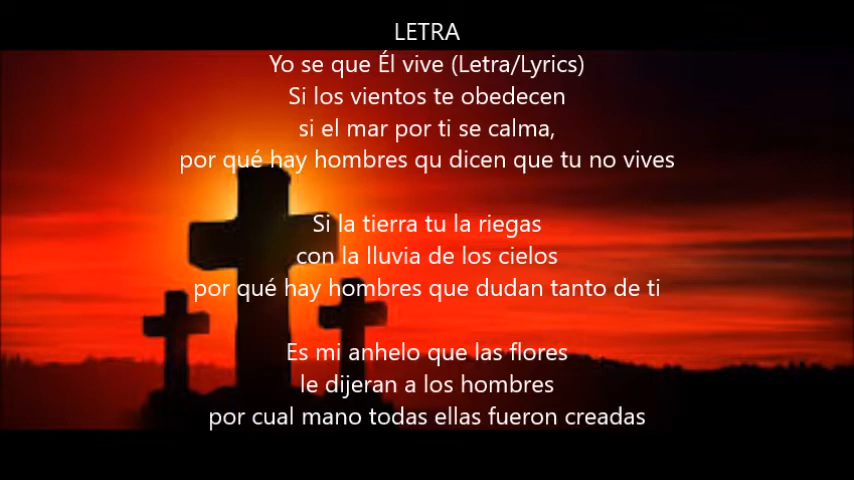 LETRA
Yo se que Él vive (Letra/Lyrics)
Si los vientos te obedecen
si el mar por ti se calma,
por qué hay hombres qu dicen que tu no vives
Si la tierra tu la riegas
con la lluvia de los cielos
por qué hay hombres que dudan tanto de ti
Es mi anhelo que las flores
le dijeran a los hombres
por cual mano todas ellas fueron creadas